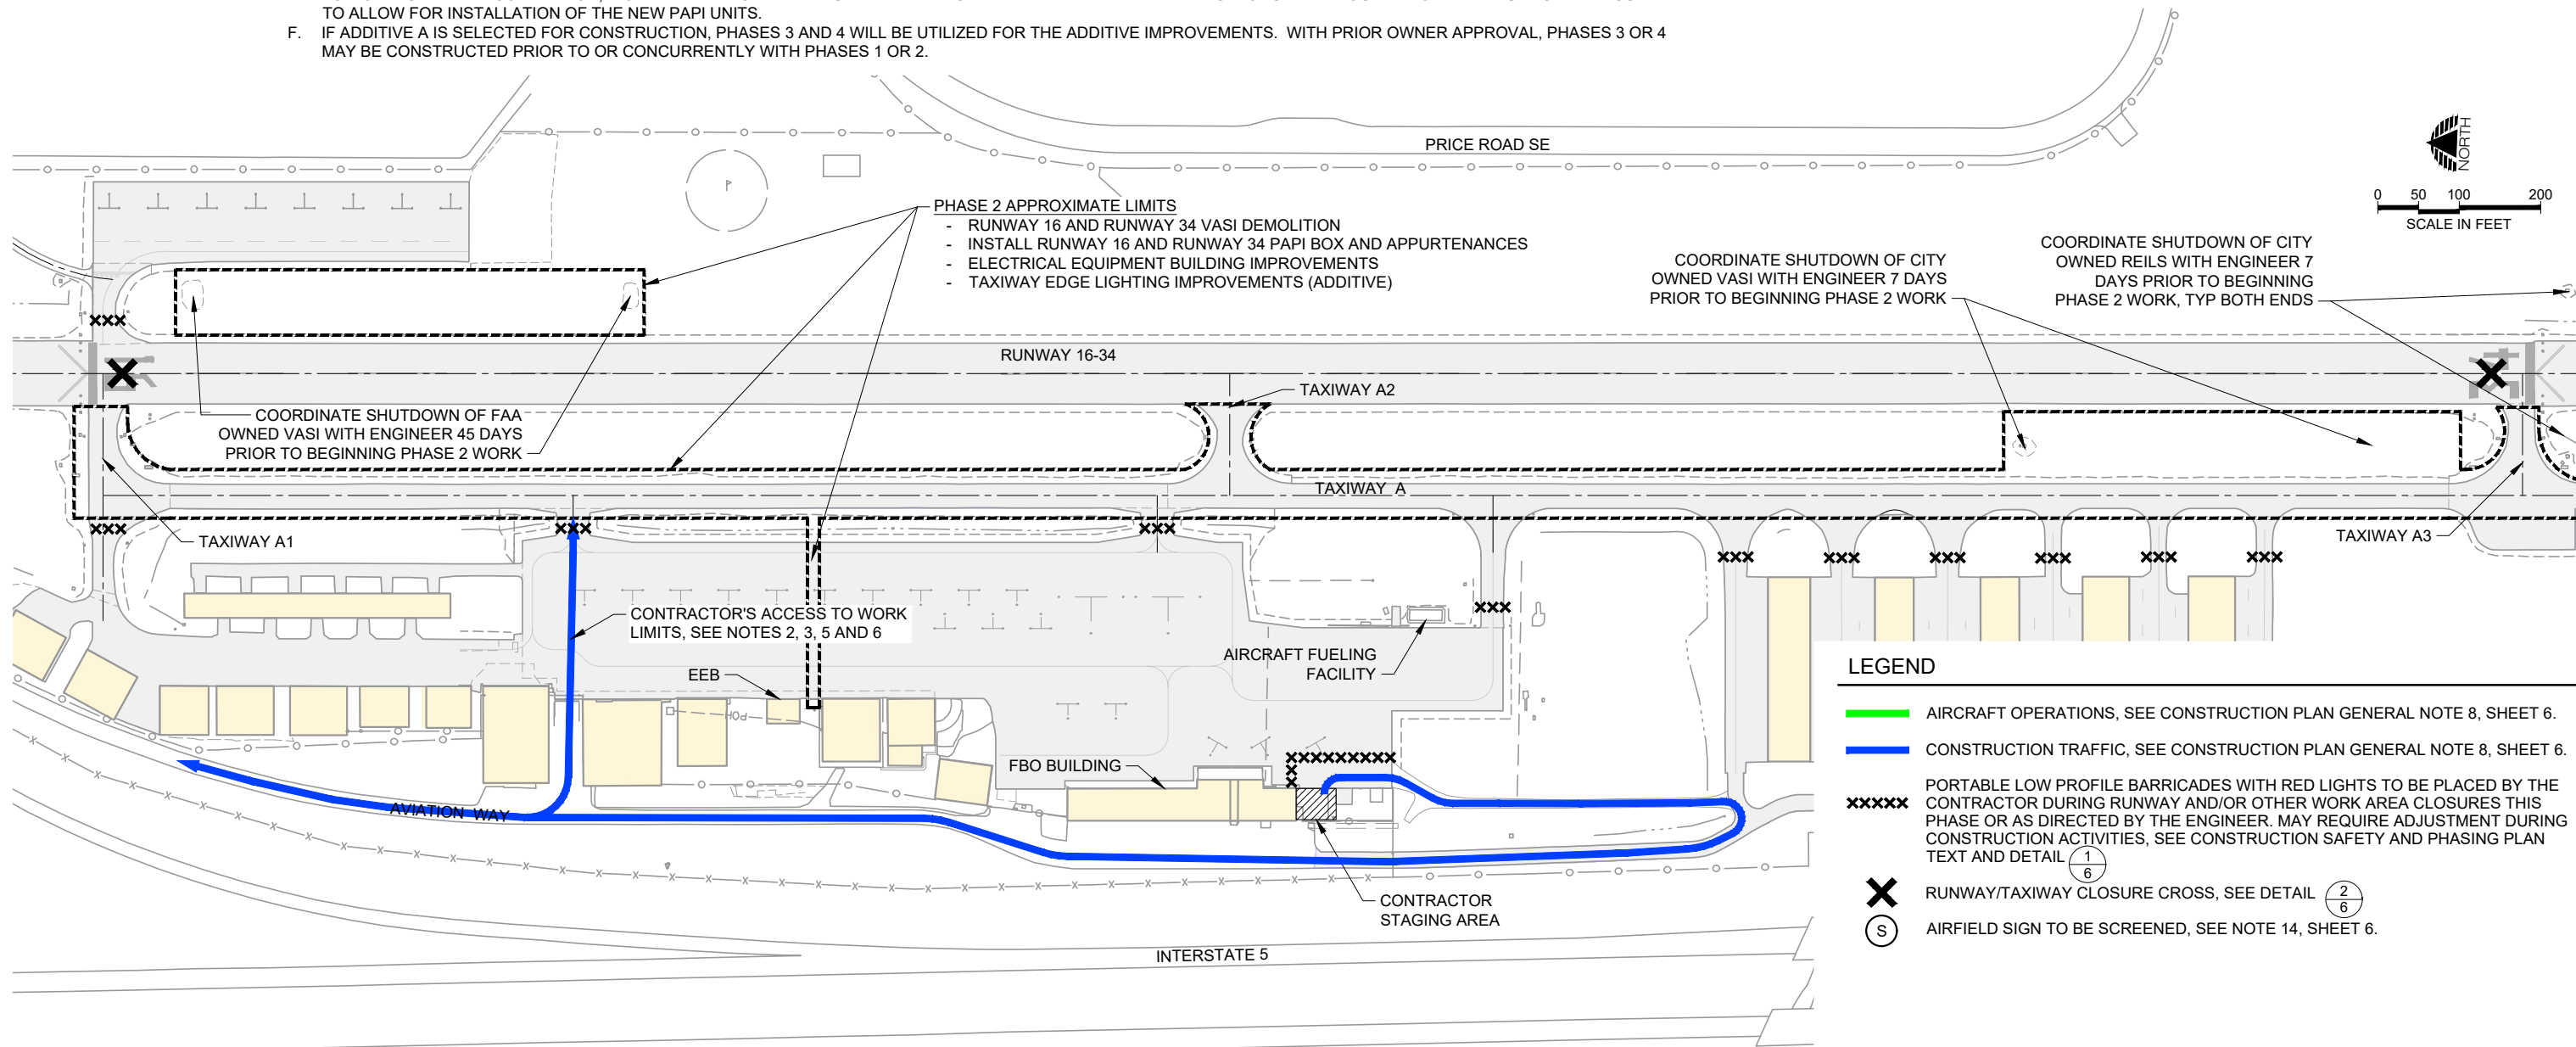 TO ALLOW FOR INSTALLATION OF THE NEW PAPI UNITS.
F. IF ADDITIVE A IS SELECTED FOR CONSTRUCTION, PHASES 3 AND 4 WILL BE UTILIZED FOR THE ADDITIVE IMPROVEMENTS. WITH PRIOR OWNER APPROVAL, PHASES 3 OR 4
MAY BE CONSTRUCTED PRIOR TO OR CONCURRENTLY WITH PHASES 1 OR 2.
PRICE ROAD SE
NORTH
0 50 100 200
SCALE IN FEET
PHASE 2 APPROXIMATE LIMITS
- RUNWAY 16 AND RUNWAY 34 VASI DEMOLITION
- INSTALL RUNWAY 16 AND RUNWAY 34 PAPI BOX AND APPURTENANCES
- ELECTRICAL EQUIPMENT BUILDING IMPROVEMENTS
- TAXIWAY EDGE LIGHTING IMPROVEMENTS (ADDITIVE)
COORDINATE SHUTDOWN OF CITY
OWNED VASI WITH ENGINEER 7 DAYS
PRIOR TO BEGINNING PHASE 2 WORK
COORDINATE SHUTDOWN OF CITY
OWNED REILS WITH ENGINEER 7
DAYS PRIOR TO BEGINNING
PHASE 2 WORK, TYP BOTH ENDS
RUNWAY 16-34
16
34
TAXIWAY A2
COORDINATE SHUTDOWN OF FAA
OWNED VASI WITH ENGINEER 45 DAYS
PRIOR TO BEGINNING PHASE 2 WORK
TAXIWAY A
TAXIWAY A1
TAXIWAY A3
CONTRACTOR'S ACCESS TO WORK
LIMITS, SEE NOTES 2, 3, 5 AND 6
AIRCRAFT FUELING
FACILITY
EEB
HOd
FBO BUILDING
AVIATION WAY
CONTRACTOR
STAGING AREA
INTERSTATE 5
LEGEND
AIRCRAFT OPERATIONS, SEE CONSTRUCTION PLAN GENERAL NOTE 8, SHEET 6.
CONSTRUCTION TRAFFIC, SEE CONSTRUCTION PLAN GENERAL NOTE 8, SHEET 6.
PORTABLE LOW PROFILE BARRICADES WITH RED LIGHTS TO BE PLACED BY THE
CONTRACTOR DURING RUNWAY AND/OR OTHER WORK AREA CLOSURES THIS
PHASE OR AS DIRECTED BY THE ENGINEER. MAY REQUIRE ADJUSTMENT DURING
CONSTRUCTION ACTIVITIES, SEE CONSTRUCTION SAFETY AND PHASING PLAN
TEXT AND DETAIL 1
6
RUNWAY/TAXIWAY CLOSURE CROSS, SEE DETAIL 2
6
S AIRFIELD SIGN TO BE SCREENED, SEE NOTE 14, SHEET 6.